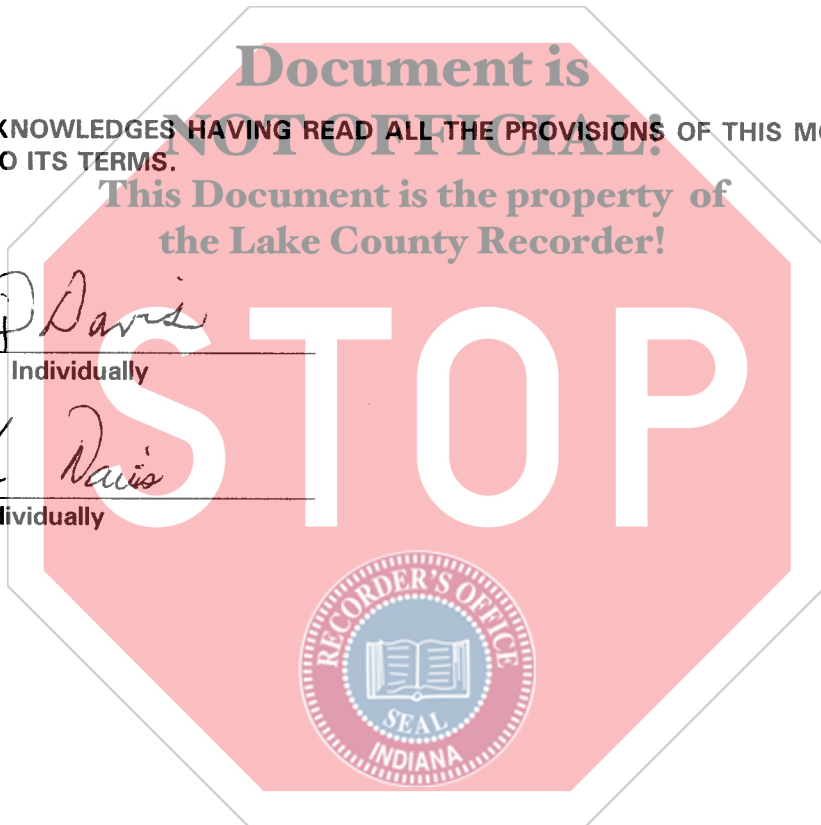 Document is
KNOWLEDGES HAVING READ ALL THE PROVISIONS OF THIS MO
NOT OFFICIAL!
O ITS TERMS.
This Document is the property of
the Lake County Recorder!
Davis
Individually
STOP
Davis
dividually
RECORDER'S OFFICE
SEAL
INDIANA